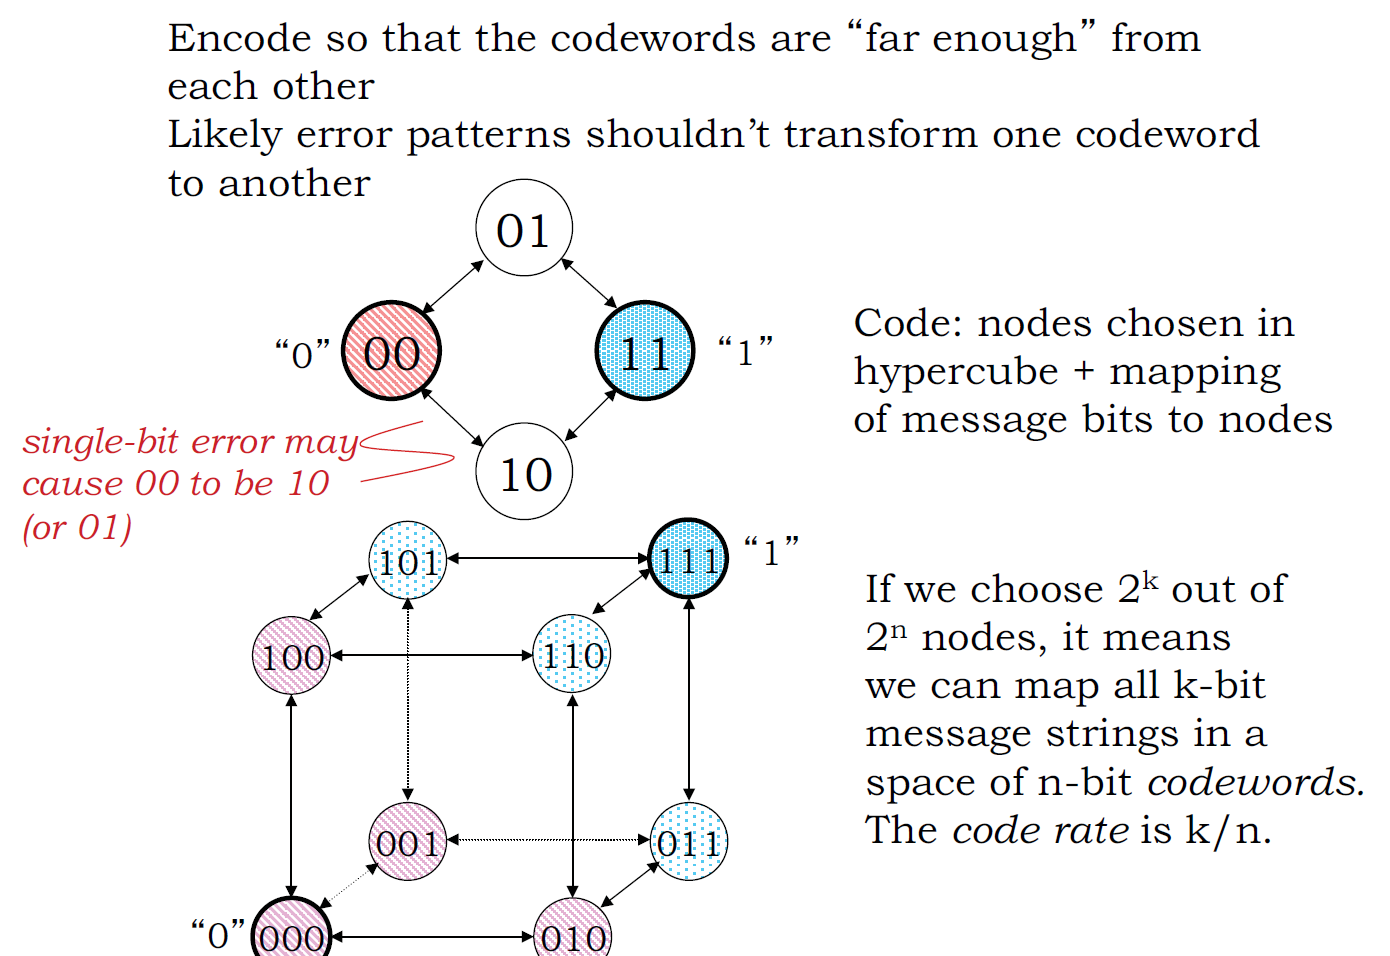 Encode so that the codewords are “far enough” from
each other
Likely error patterns shouldn’t transform one codeword
to another
01
“0”
00
11
“1”
10
single-bit error may
cause 00 to be 10
(or 01)
Code: nodes chosen in
hypercube + mapping
of message bits to nodes
101
111
“1”
100
110
001
011
“0”
000
010
If we choose 2ᵏ out of
2ⁿ nodes, it means
we can map all k-bit
message strings in a
space of n-bit codewords.
The code rate is k/n.